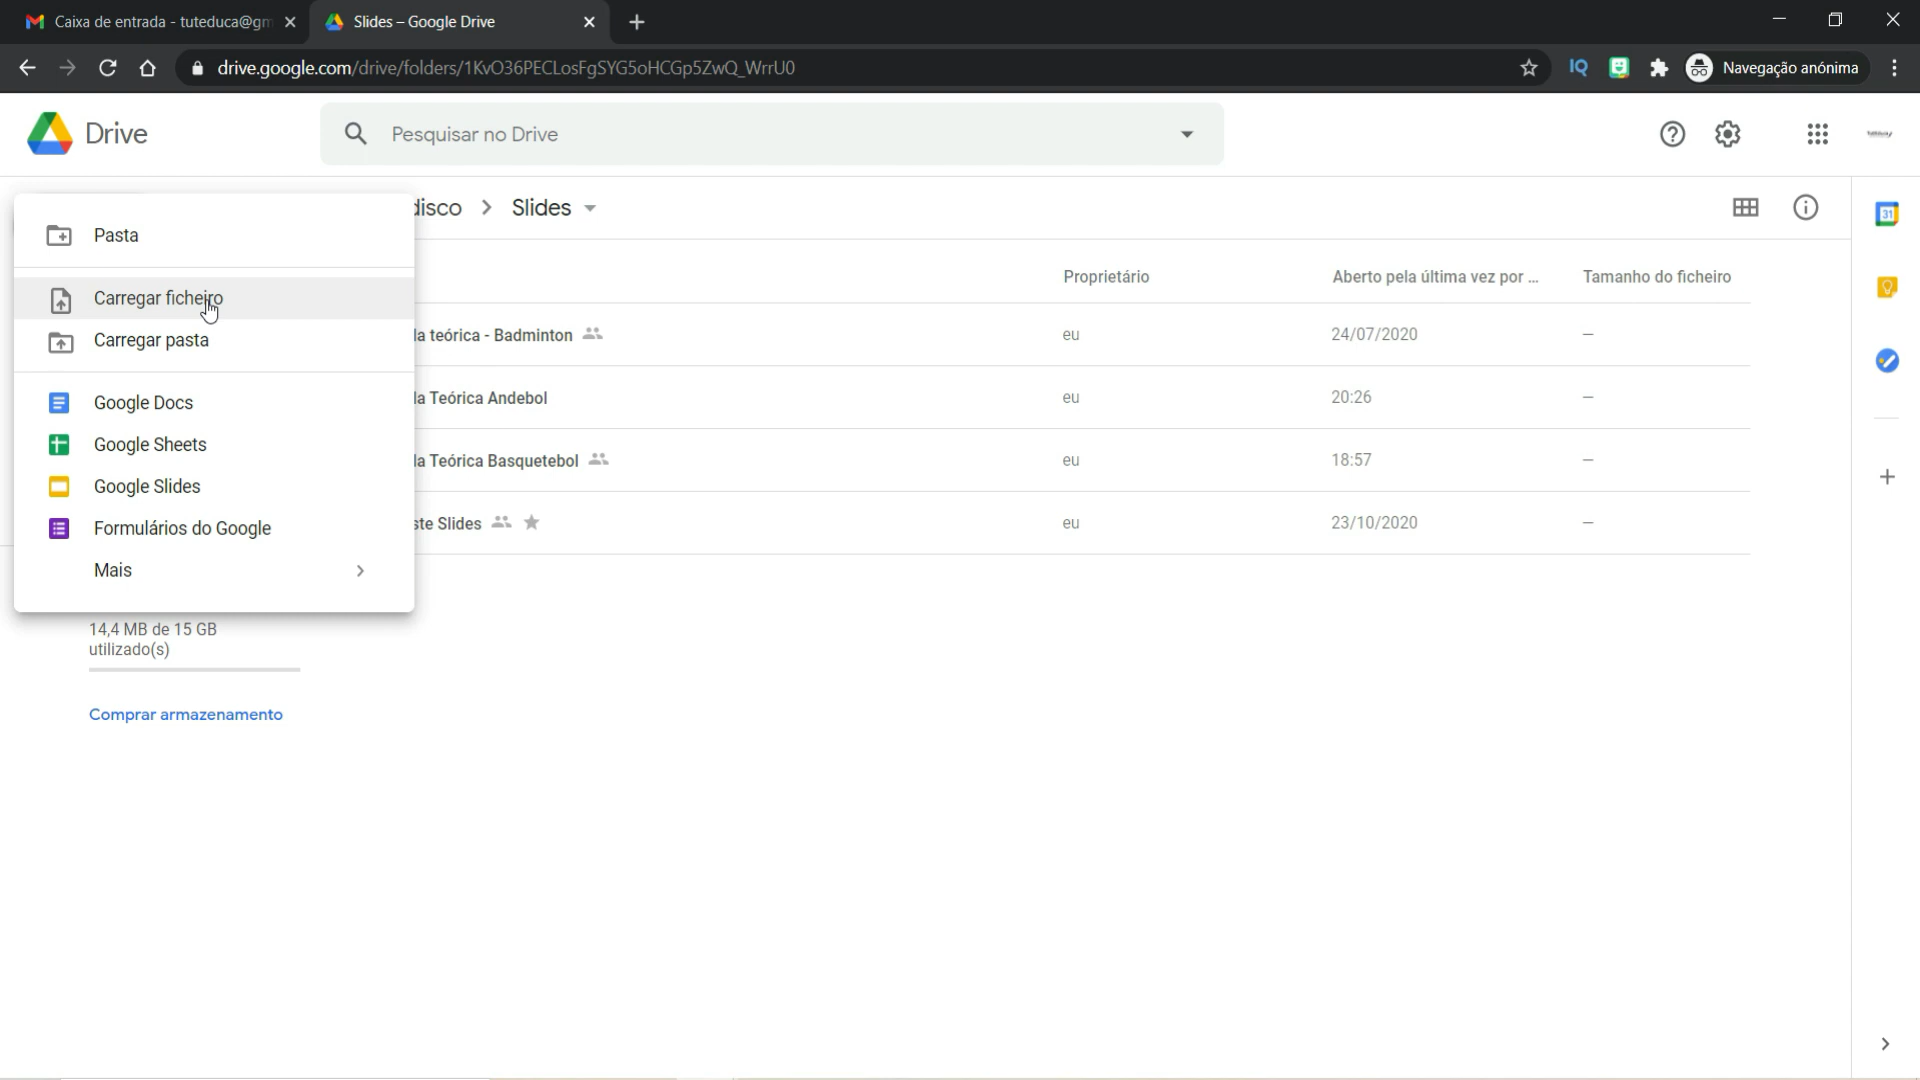 Caixa de entrada - tuteduca@gm
Slides – Google Drive
drive.google.com/drive/folders/1KvO36PECLosFgSYG5oHCGp5ZwQ_WrrU0
IQ
Navegação anónima
Drive
Pesquisar no Drive
disco
Slides
31
Pasta
Carregar ficheiro
Carregar pasta
Google Docs
Google Sheets
Google Slides
Formulários do Google
Mais
Proprietário
Aberto pela última vez por ...
Tamanho do ficheiro
la teórica - Badminton
eu
24/07/2020
–
la Teórica Andebol
eu
20:26
–
la Teórica Basquetebol
eu
18:57
–
ste Slides
eu
23/10/2020
–
14,4 MB de 15 GB
utilizado(s)
Comprar armazenamento